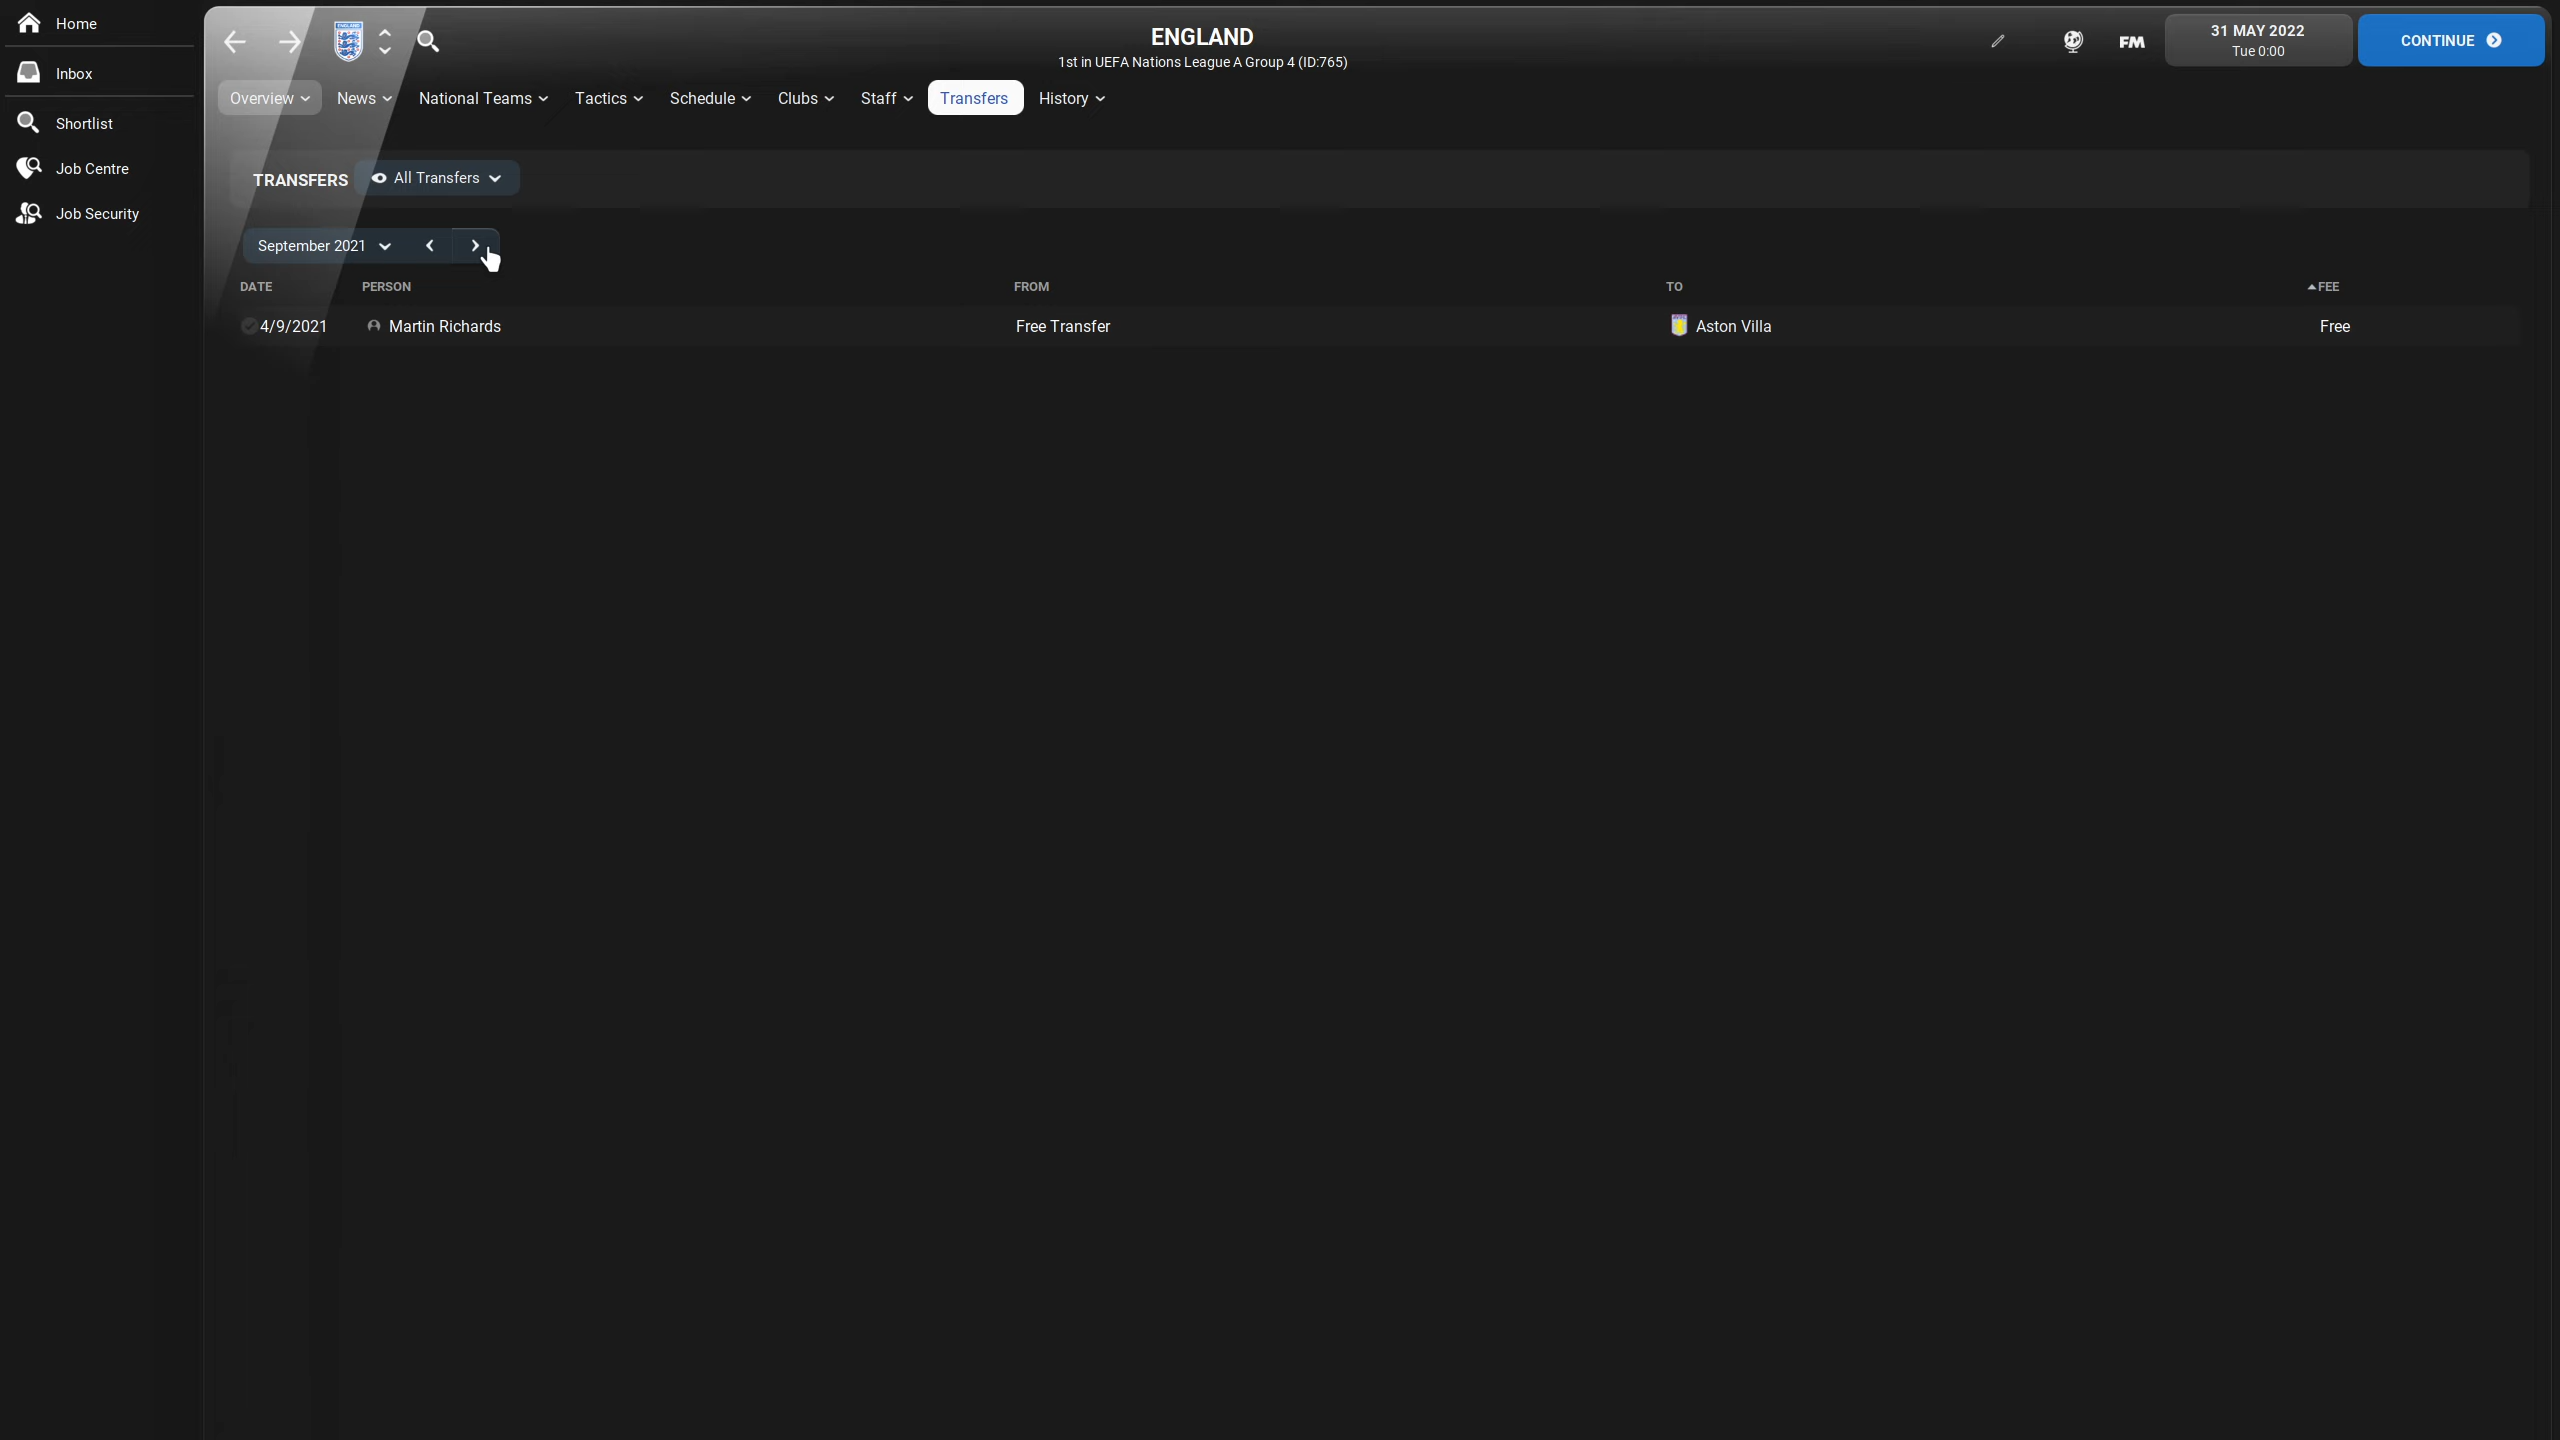 Home
Inbox
Shortlist
Job Centre
Job Security
ENGLAND
ENGLAND
1st in UEFA Nations League A Group 4 (ID:765)
FM
31 MAY 2022
Tue 0:00
CONTINUE
Overview News National Teams Tactics Schedule Clubs Staff Transfers History
TRANSFERS All Transfers
September 2021
DATE PERSON FROM TO FEE
4/9/2021 Martin Richards Free Transfer Aston Villa Free